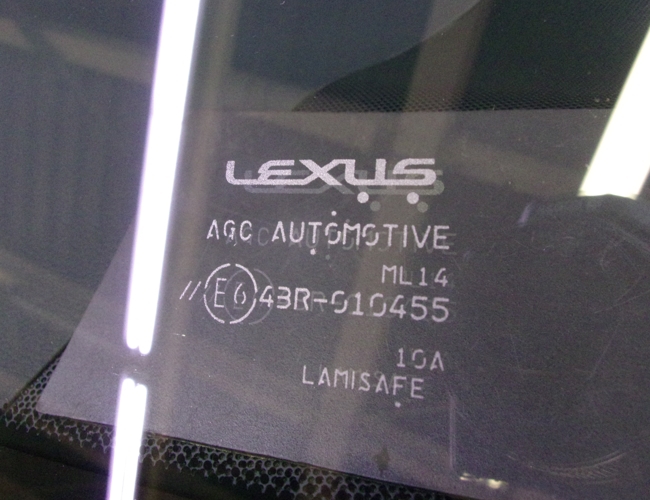 LEXUS
AGC AUTOMOTIVE
ML14
// E6 43R-010455
10A
LAMISAFE